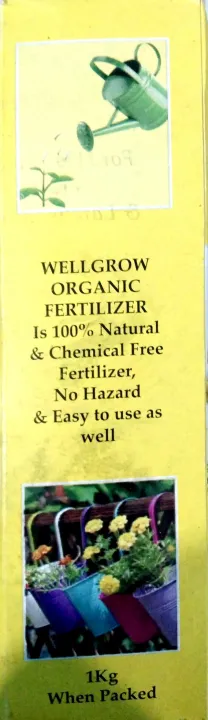 WELLGROW
ORGANIC
FERTILIZER
Is 100% Natural
& Chemical Free
Fertilizer,
No Hazard
& Easy to use as
well
1Kg
When Packed